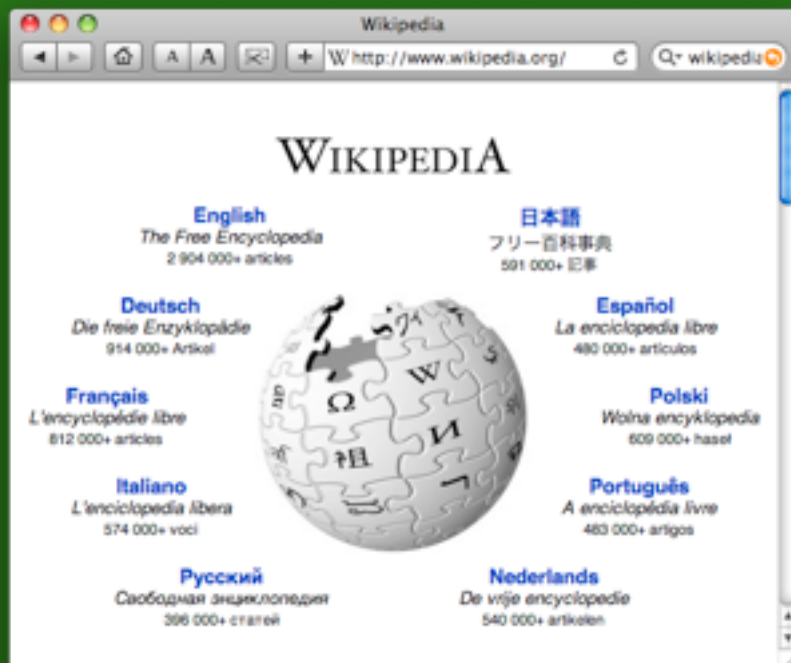 Wikipedia
A A + W http://www.wikipedia.org/ wikipedia
WIKIPEDIA
English
The Free Encyclopedia
2 904 000+ articles
日本語
フリー百科事典
591 000+ 記事
Deutsch
Die freie Enzyklopädie
914 000+ Artikel
Español
La enciclopedia libre
480 000+ artículos
Français
L'encyclopédie libre
812 000+ articles
Polski
Wolna encyklopedia
609 000+ haseł
Italiano
L'enciclopedia libera
574 000+ voci
Português
A enciclopédia livre
483 000+ artigos
Русский
Свободная энциклопедия
396 000+ статей
Nederlands
De vrije encyclopedie
540 000+ artikelen
Ω W И 祖